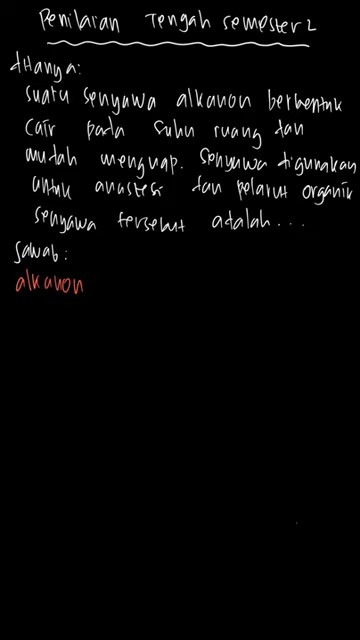 Penilaian Tengah semester 2
ditanya:
suatu senyawa alkanon berbentuk
cair pada suhu ruang dan
mudah menguap. senyawa digunakan
untuk anastesi dan pelarut organik
senyawa tersebut adalah...
Jawab:
alkanon